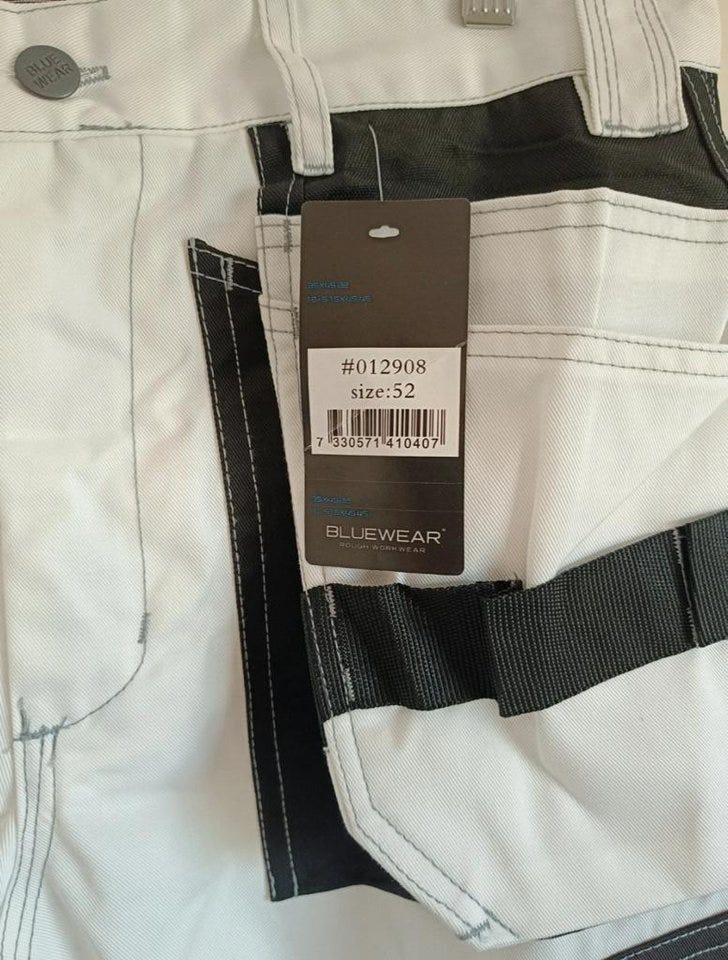 BLUE
WEAR
#012908
size:52
7 330571 410407
BLUEWEAR
ROUGH WORKWEAR